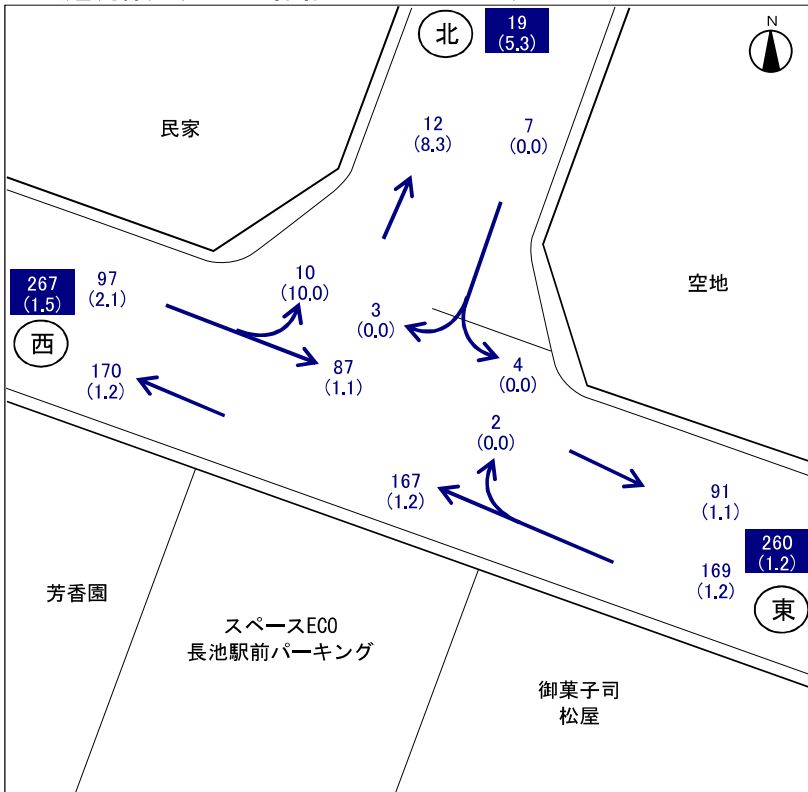 北
19
(5.3)
N
民家
12
(8.3)
7
(0.0)
空地
267
(1.5)
西
97
(2.1)
10
(10.0)
3
(0.0)
170
(1.2)
87
(1.1)
4
(0.0)
2
(0.0)
167
(1.2)
91
(1.1)
260
(1.2)
169
(1.2)
東
芳香園
スペースECO
長池駅前パーキング
御菓子司
松屋